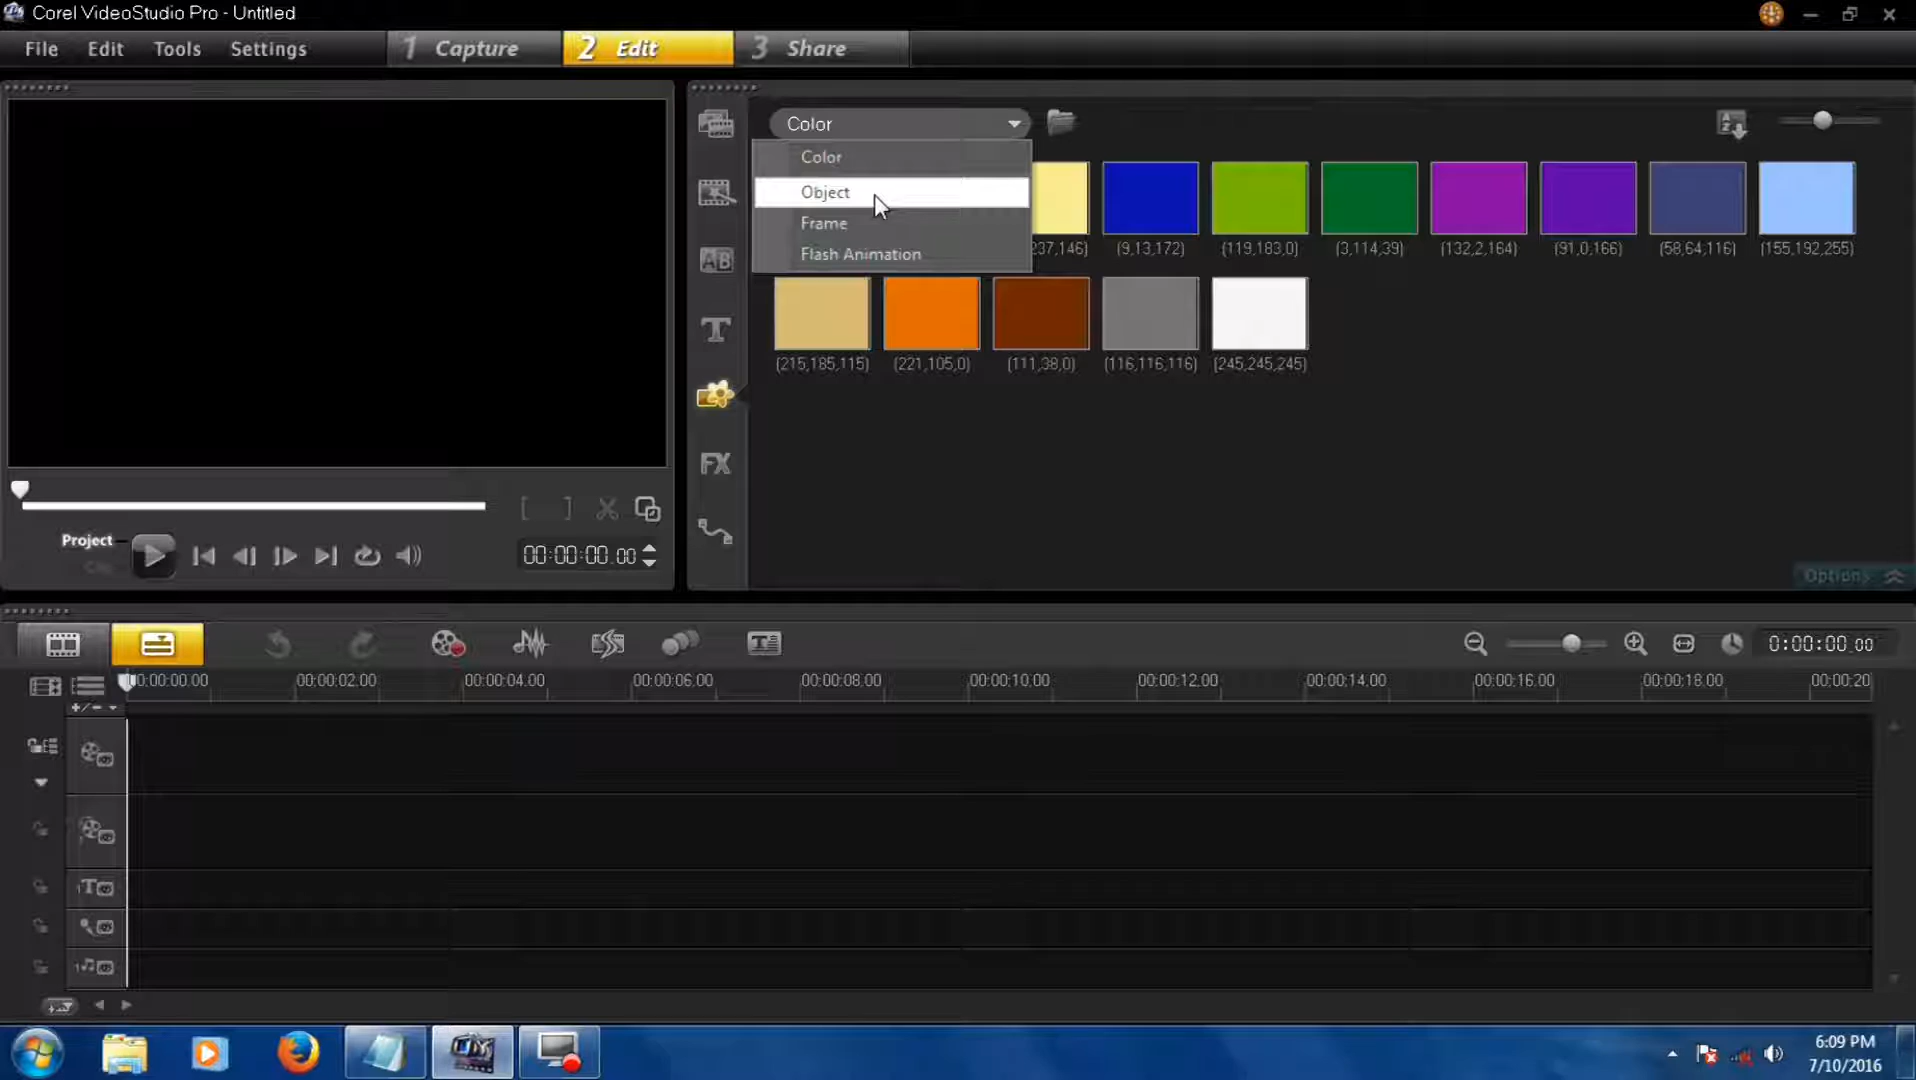 Corel VideoStudio Pro - Untitled
File Edit Tools Settings 1 Capture 2 Edit 3 Share
Color
Color
Object
Frame
Flash Animation
237,146) (9,13,172) (119,183,0) (3,114,39) (132,2,164) (91,0,166) (58,64,116) (155,192,255)
(215,185,115) (221,105,0) (111,38,0) (116,116,116) (245,245,245)
AB
T
FX
Project
00:00:00.00
Options
0:00:00.00
00:00:00.00 00:00:02.00 00:00:04.00 00:00:06.00 00:00:08.00 00:00:10.00 00:00:12.00 00:00:14.00 00:00:16.00 00:00:18.00 00:00:20
6:09 PM
7/10/2016